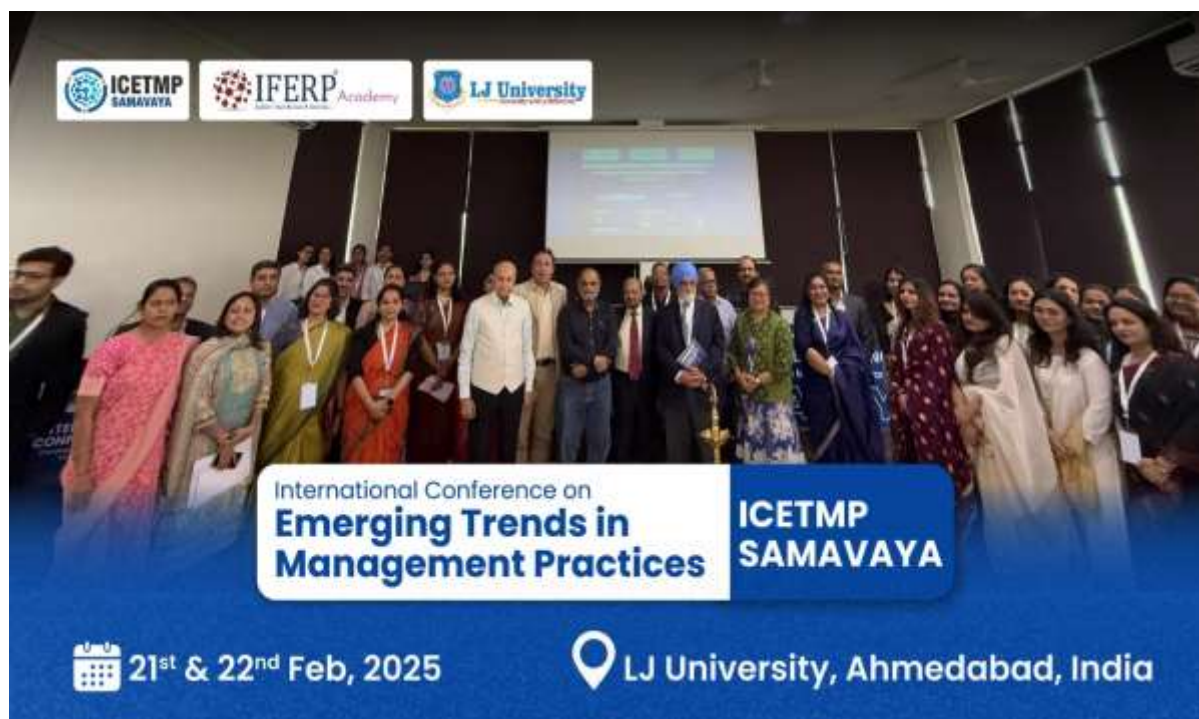 ICETMP
SAMAVAYA
IFERP Academy
LJ University
International Conference on
Emerging Trends in
Management Practices
ICETMP
SAMAVAYA
21st & 22nd Feb, 2025
LJ University, Ahmedabad, India